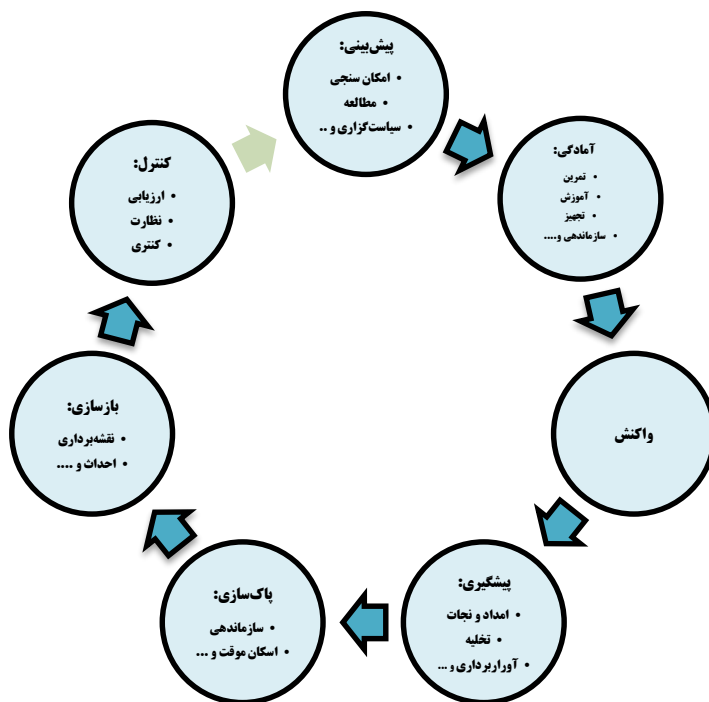 پیش‌بینی:
• امکان سنجی
• مطالعه
• سیاست‌گزاری و ..
آمادگی:
• تمرین
• آموزش
• تجهیز
• سازماندهی و....
واکنش
پیشگیری:
• امداد و نجات
• تخلیه
• آواربرداری و ...
پاک‌سازی:
• سازماندهی
• اسکان موقت و ...
بازسازی:
• نقشه‌برداری
• احداث و ....
کنترل:
• ارزیابی
• نظارت
• کنتری